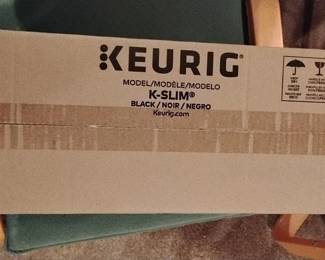 KEURIG®
MODEL/MODÈLE/MODELO
K-SLIM®
BLACK / NOIR / NEGRO
Keurig.com